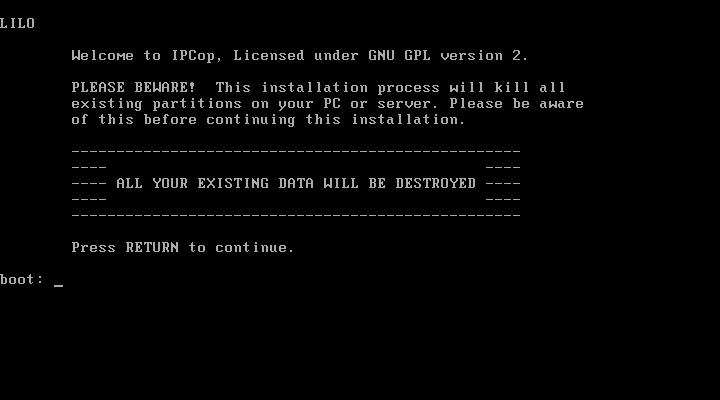 LILO
Welcome to IPCop, Licensed under GNU GPL version 2.
PLEASE BEWARE!  This installation process will kill all
existing partitions on your PC or server. Please be aware
of this before continuing this installation.
--------------------------------------------------
----                                          ----
---- ALL YOUR EXISTING DATA WILL BE DESTROYED ----
----                                          ----
--------------------------------------------------
Press RETURN to continue.
boot: _